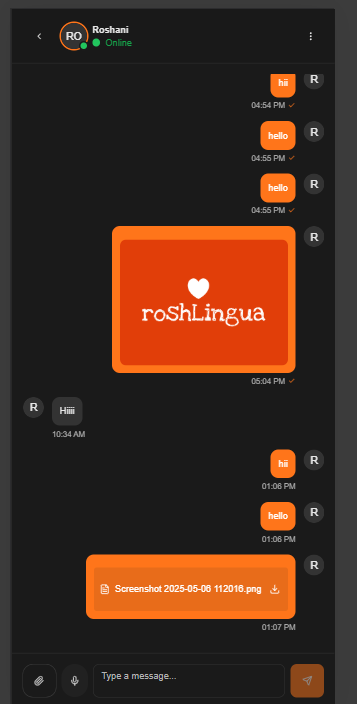 RO
Roshani
Online
hii
R
04:54 PM ✓
hello
R
04:55 PM ✓
hello
R
04:55 PM ✓
R
roshLingua
05:04 PM ✓
R
Hiiii
10:34 AM
hii
R
01:06 PM
hello
R
01:06 PM
R
Screenshot 2025-05-06 112016.png
01:07 PM
Type a message...